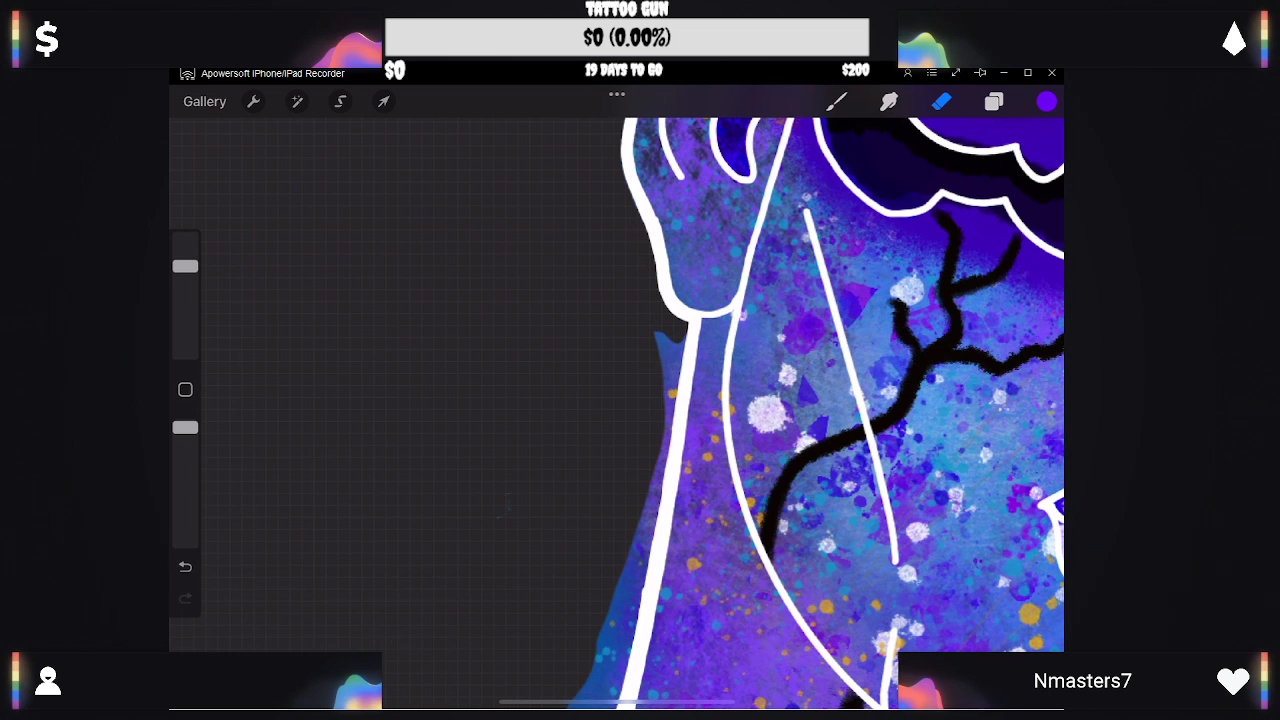 TATTOO GUN
$
$0 (0.00%)
$0
19 DAYS TO GO
$200
Apowersoft iPhone/iPad Recorder
Gallery
Nmasters7